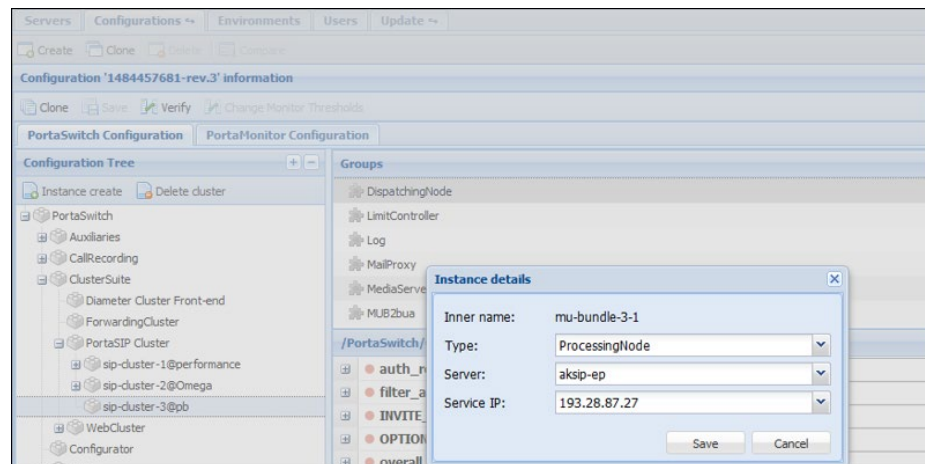 Servers Configurations Environments Users Update
Create Clone Delete Compare
Configuration '1484457681-rev.3' information
Clone Save Verify Change Monitor Thresholds
PortaSwitch Configuration PortaMonitor Configuration
Configuration Tree
Groups
Instance create Delete cluster
DispatchingNode
PortaSwitch
LimitController
Auxiliaries
Log
CallRecording
MailProxy
ClusterSuite
Instance details
MediaServe
Diameter Cluster Front-end
Inner name: mu-bundle-3-1
MUB2bua
ForwardingCluster
Type: ProcessingNode
PortaSIP Cluster
/PortaSwitch/
sip-cluster-1@performance
auth_r
Server: aksip-ep
sip-cluster-2@Omega
filter_a
Service IP: 193.28.87.27
sip-cluster-3@pb
INVITE_
WebCluster
OPTION
Save Cancel
Configurator
overall